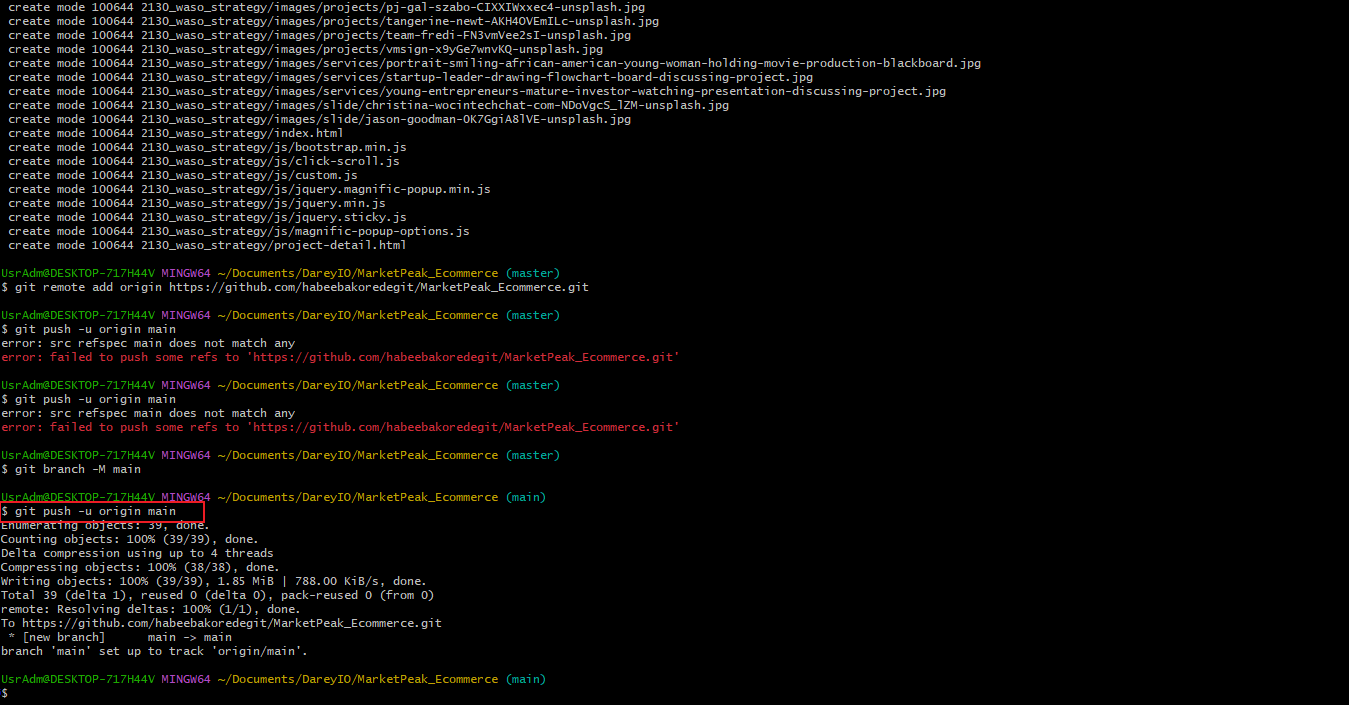 create mode 100644 2130_waso_strategy/images/projects/pj-gal-szabo-CIXXIWxxec4-unsplash.jpg
create mode 100644 2130_waso_strategy/images/projects/tangerine-newt-AKH4OVEmILc-unsplash.jpg
create mode 100644 2130_waso_strategy/images/projects/team-fredi-FN3vmVee2sI-unsplash.jpg
create mode 100644 2130_waso_strategy/images/projects/vmsign-x9yGe7wnvKQ-unsplash.jpg
create mode 100644 2130_waso_strategy/images/services/portrait-smiling-african-american-young-woman-holding-movie-production-blackboard.jpg
create mode 100644 2130_waso_strategy/images/services/startup-leader-drawing-flowchart-board-discussing-project.jpg
create mode 100644 2130_waso_strategy/images/services/young-entrepreneurs-mature-investor-watching-presentation-discussing-project.jpg
create mode 100644 2130_waso_strategy/images/slide/christina-wocintechchat-com-NDoVgcS_lZM-unsplash.jpg
create mode 100644 2130_waso_strategy/images/slide/jason-goodman-0K7GgiA8lVE-unsplash.jpg
create mode 100644 2130_waso_strategy/index.html
create mode 100644 2130_waso_strategy/js/bootstrap.min.js
create mode 100644 2130_waso_strategy/js/click-scroll.js
create mode 100644 2130_waso_strategy/js/custom.js
create mode 100644 2130_waso_strategy/js/jquery.magnific-popup.min.js
create mode 100644 2130_waso_strategy/js/jquery.min.js
create mode 100644 2130_waso_strategy/js/jquery.sticky.js
create mode 100644 2130_waso_strategy/js/magnific-popup-options.js
create mode 100644 2130_waso_strategy/project-detail.html
UsrAdm@DESKTOP-717H44V MINGW64 ~/Documents/DareyIO/MarketPeak_Ecommerce (master)
$ git remote add origin https://github.com/habeebakoredegit/MarketPeak_Ecommerce.git
UsrAdm@DESKTOP-717H44V MINGW64 ~/Documents/DareyIO/MarketPeak_Ecommerce (master)
$ git push -u origin main
error: src refspec main does not match any
error: failed to push some refs to 'https://github.com/habeebakoredegit/MarketPeak_Ecommerce.git'
UsrAdm@DESKTOP-717H44V MINGW64 ~/Documents/DareyIO/MarketPeak_Ecommerce (master)
$ git push -u origin main
error: src refspec main does not match any
error: failed to push some refs to 'https://github.com/habeebakoredegit/MarketPeak_Ecommerce.git'
UsrAdm@DESKTOP-717H44V MINGW64 ~/Documents/DareyIO/MarketPeak_Ecommerce (master)
$ git branch -M main
UsrAdm@DESKTOP-717H44V MINGW64 ~/Documents/DareyIO/MarketPeak_Ecommerce (main)
$ git push -u origin main
Enumerating objects: 39, done.
Counting objects: 100% (39/39), done.
Delta compression using up to 4 threads
Compressing objects: 100% (38/38), done.
Writing objects: 100% (39/39), 1.85 MiB | 788.00 KiB/s, done.
Total 39 (delta 1), reused 0 (delta 0), pack-reused 0 (from 0)
remote: Resolving deltas: 100% (1/1), done.
To https://github.com/habeebakoredegit/MarketPeak_Ecommerce.git
* [new branch]      main -> main
branch 'main' set up to track 'origin/main'.
UsrAdm@DESKTOP-717H44V MINGW64 ~/Documents/DareyIO/MarketPeak_Ecommerce (main)
$